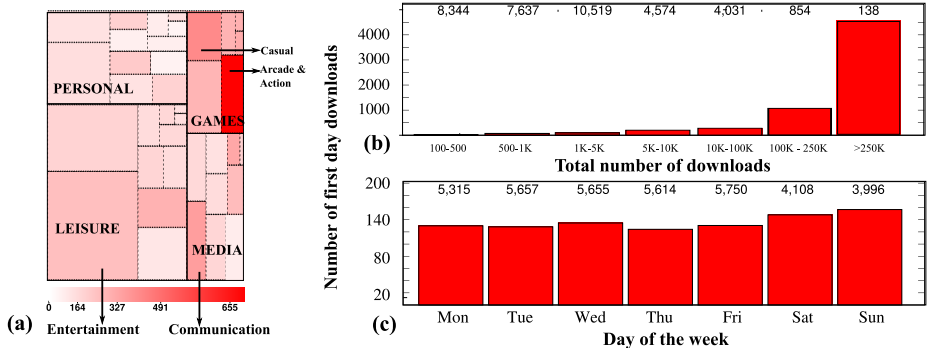 PERSONAL
GAMES
LEISURE
MEDIA
Casual
Arcade &
Action
0 164 327 491 655
(a) Entertainment Communication
8,344 7,637 10,519 4,574 4,031 854 138
4000
3000
2000
1000
(b)
100-500 500-1K 1K-5K 5K-10K 10K-100K 100K - 250K >250K
Total number of downloads
Number of first day downloads
200
5,315 5,657 5,655 5,614 5,750 4,108 3,996
140
80
20
(c)
Mon Tue Wed Thu Fri Sat Sun
Day of the week